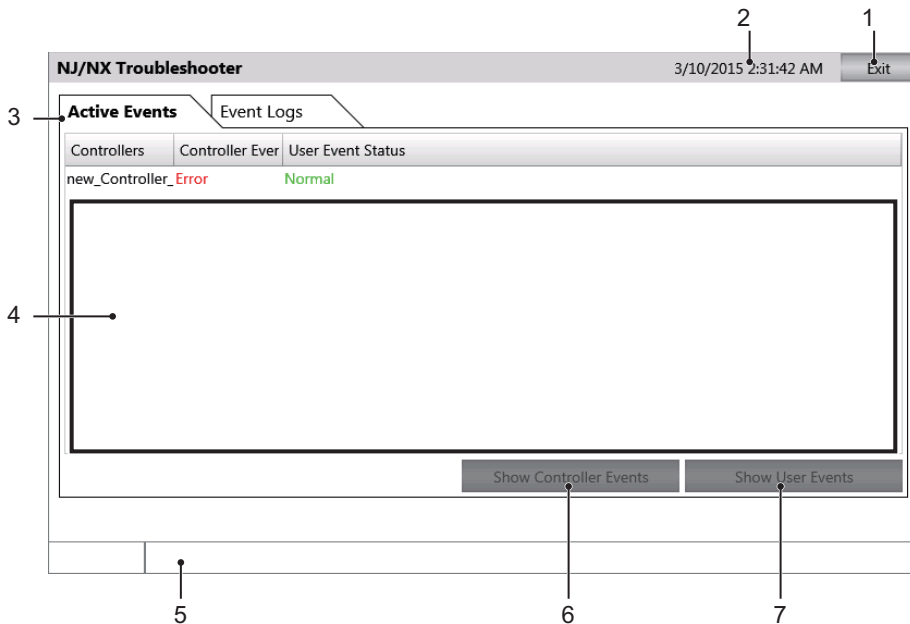 2 1
NJ/NX Troubleshooter 3/10/2015 2:31:42 AM Exit
3 Active Events Event Logs
Controllers Controller Ever User Event Status
new_Controller_ Error Normal
4
Show Controller Events Show User Events
5 6 7